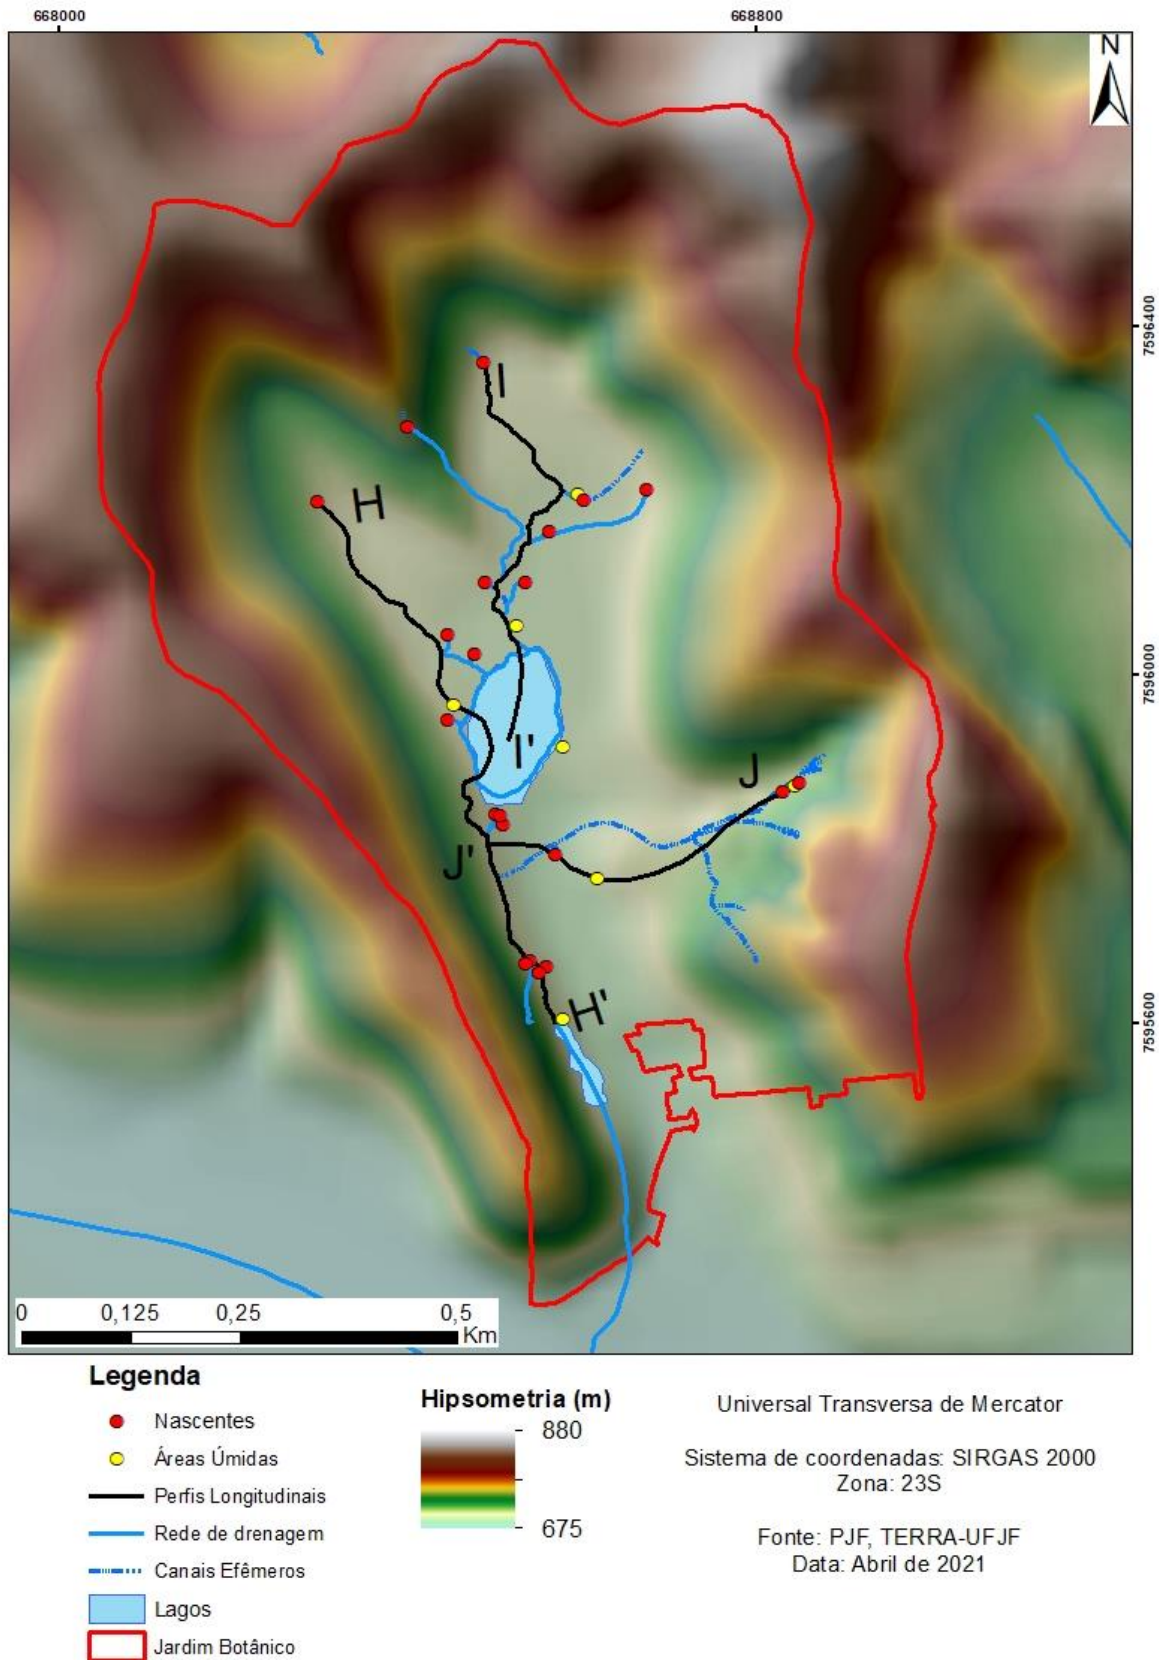 668000
668800
N
7596400
I
H
7596000
I'
J
J'
H'
7595600
0 0,125 0,25 0,5
Km
Legenda
Nascentes
Áreas Úmidas
Perfis Longitudinais
Rede de drenagem
Canais Efêmeros
Lagos
Jardim Botânico
Hipsometria (m)
880
675
Universal Transversa de Mercator
Sistema de coordenadas: SIRGAS 2000
Zona: 23S
Fonte: PJF, TERRA-UFJF
Data: Abril de 2021